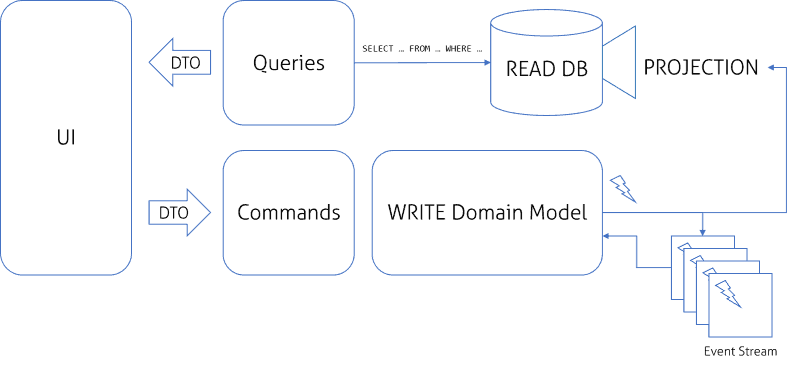 UI
DTO
Queries
SELECT … FROM … WHERE …
READ DB
PROJECTION
DTO
Commands
WRITE Domain Model
Event Stream